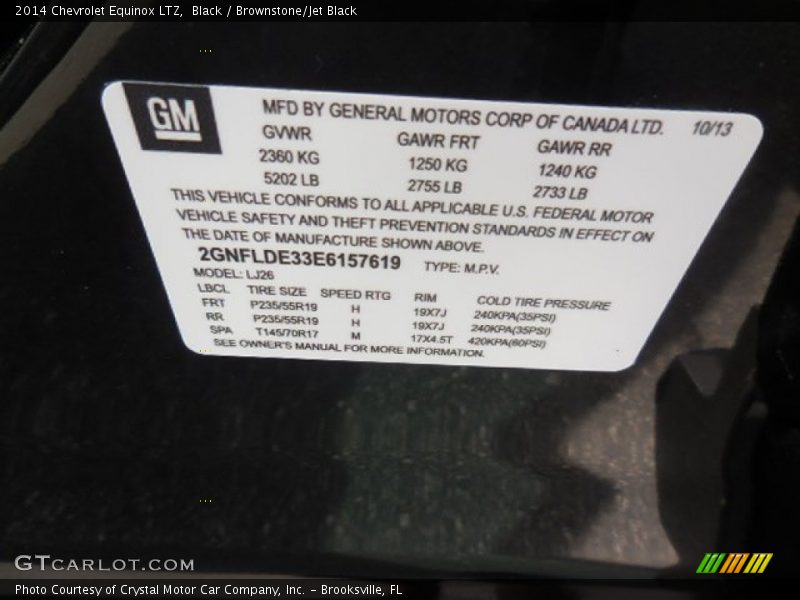 2014 Chevrolet Equinox LTZ, Black / Brownstone/Jet Black
GM MFD BY GENERAL MOTORS CORP OF CANADA LTD. 10/13
GVWR GAWR FRT GAWR RR
2360 KG 1250 KG 1240 KG
5202 LB 2755 LB 2733 LB
THIS VEHICLE CONFORMS TO ALL APPLICABLE U.S. FEDERAL MOTOR
VEHICLE SAFETY AND THEFT PREVENTION STANDARDS IN EFFECT ON
THE DATE OF MANUFACTURE SHOWN ABOVE.
2GNFLDE33E6157619 TYPE: M.P.V.
MODEL: LJ26
LBCL TIRE SIZE SPEED RTG RIM COLD TIRE PRESSURE
FRT P235/55R19 H 19X7J 240KPA(35PSI)
RR P235/55R19 H 19X7J 240KPA(35PSI)
SPA T145/70R17 M 17X4.5T 420KPA(60PSI)
SEE OWNER'S MANUAL FOR MORE INFORMATION.
GTCARLOT.COM
Photo Courtesy of Crystal Motor Car Company, Inc. - Brooksville, FL